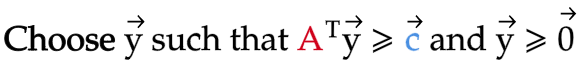 Choose y⃗ such that Aᵀy⃗ ⩾ c⃗ and y⃗ ⩾ 0⃗